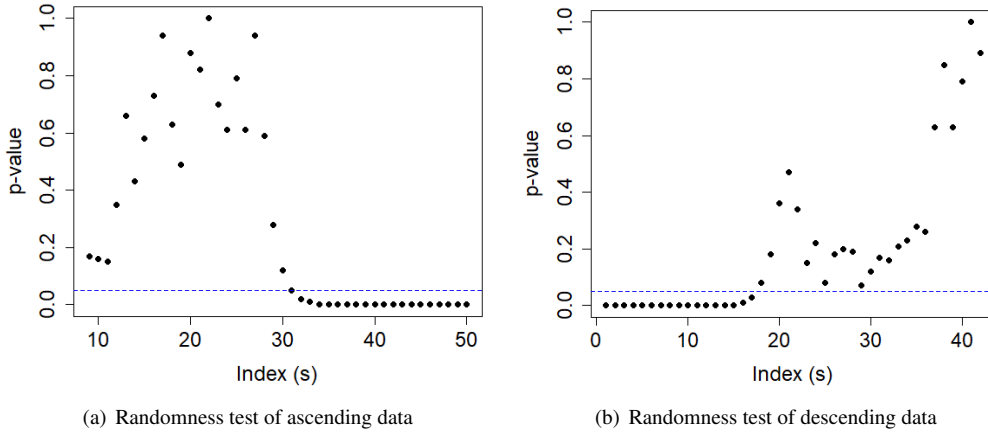 1.0
0.8
0.6
0.4
0.2
0.0
p-value
10 20 30 40 50
Index (s)
(a) Randomness test of ascending data
1.0
0.8
0.6
0.4
0.2
0.0
p-value
0 10 20 30 40
Index (s)
(b) Randomness test of descending data